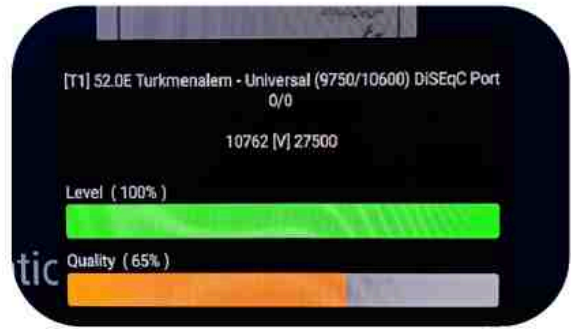 [T1] 52.0E Turkmenalem - Universal (9750/10600) DiSEqC Port
0/0
10762 [V] 27500
Level ( 100% )
Quality ( 65% )
tic